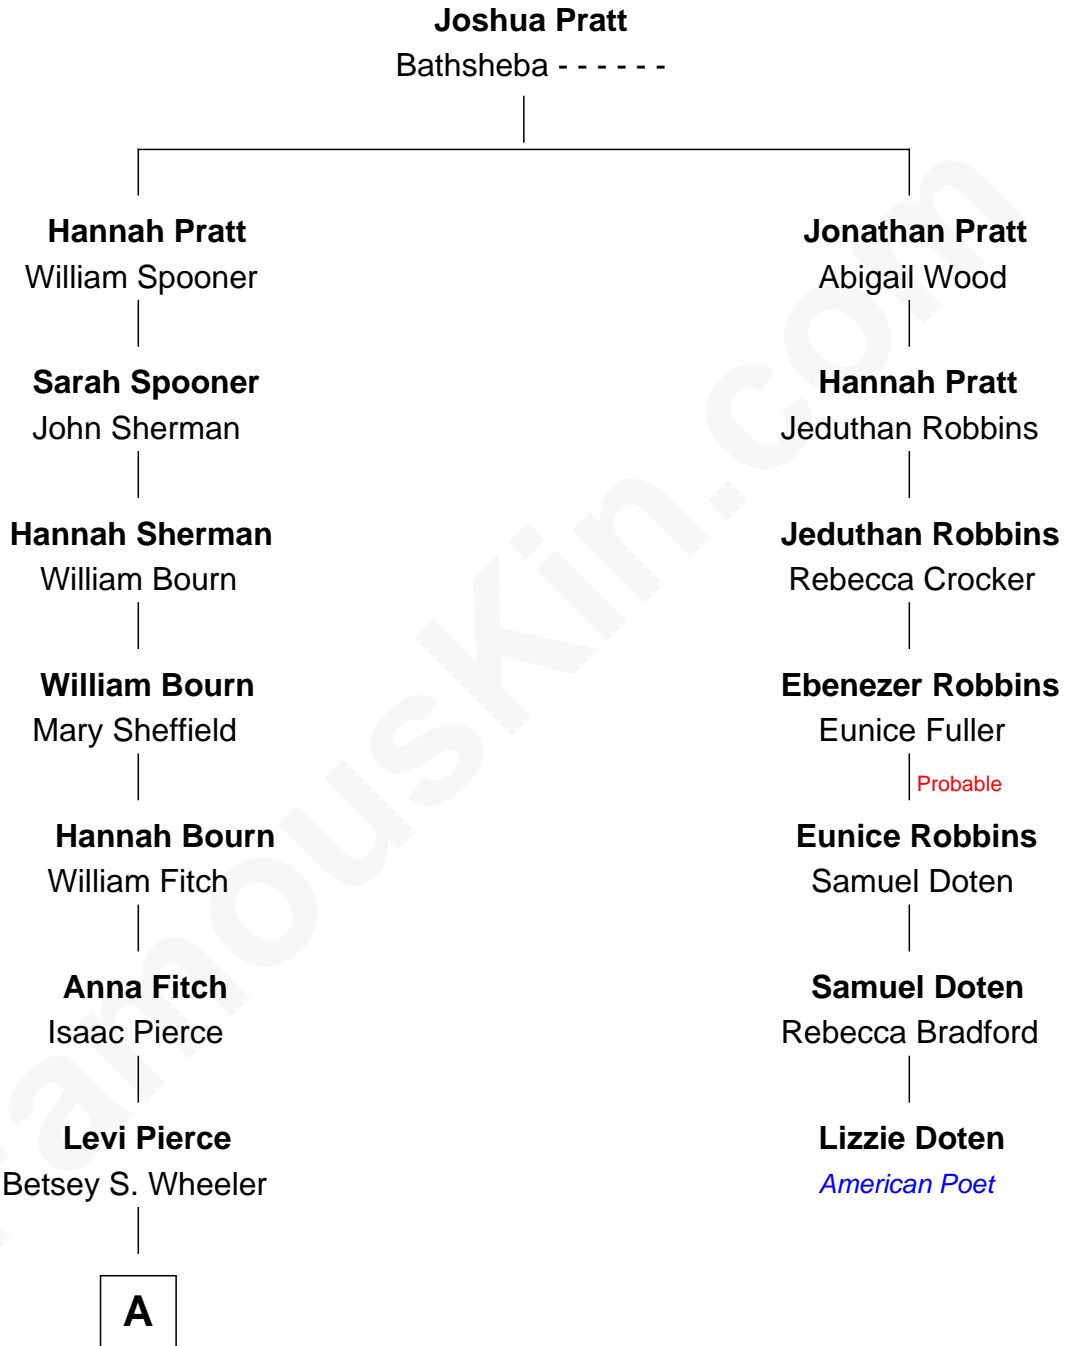 Joshua Pratt
Bathsheba - - - - - -
Hannah Pratt
William Spooner
Jonathan Pratt
Abigail Wood
Sarah Spooner
John Sherman
Hannah Pratt
Jeduthan Robbins
Hannah Sherman
William Bourn
Jeduthan Robbins
Rebecca Crocker
William Bourn
Mary Sheffield
Ebenezer Robbins
Eunice Fuller
Probable
Hannah Bourn
William Fitch
Eunice Robbins
Samuel Doten
Anna Fitch
Isaac Pierce
Samuel Doten
Rebecca Bradford
Levi Pierce
Betsey S. Wheeler
Lizzie Doten
American Poet
A
FamousKin.com